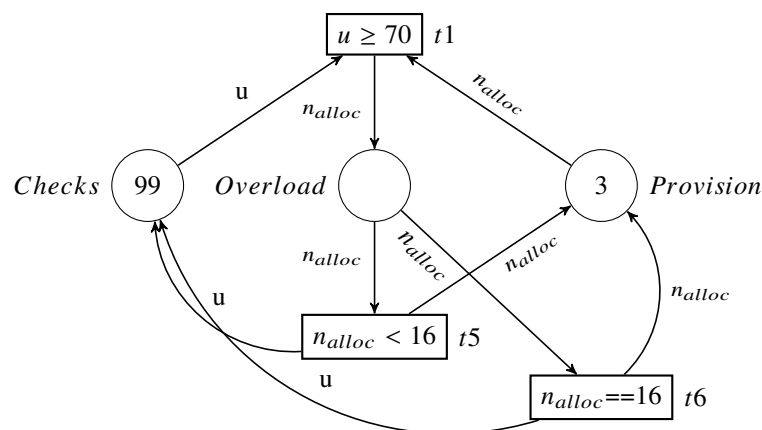 u ≥ 70 t1
u
n_alloc
n_alloc
Checks 99 Overload 3 Provision
n_alloc
n_alloc
n_alloc
n_alloc
u
n_alloc < 16 t5
u
n_alloc==16 t6